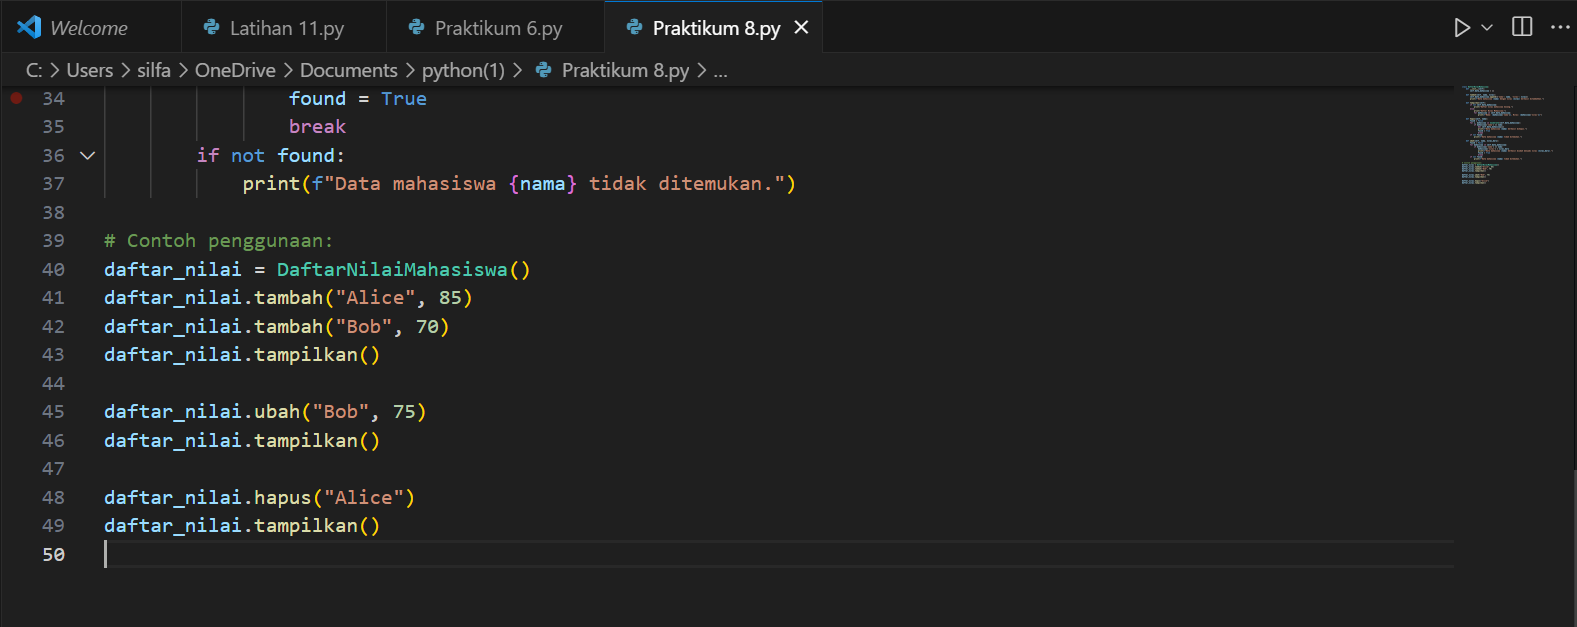 Welcome Latihan 11.py Praktikum 6.py Praktikum 8.py
C: > Users > silfa > OneDrive > Documents > python(1) > Praktikum 8.py > ...
34 found = True
35 break
36 if not found:
37 print(f"Data mahasiswa {nama} tidak ditemukan.")
38
39 # Contoh penggunaan:
40 daftar_nilai = DaftarNilaiMahasiswa()
41 daftar_nilai.tambah("Alice", 85)
42 daftar_nilai.tambah("Bob", 70)
43 daftar_nilai.tampilkan()
44
45 daftar_nilai.ubah("Bob", 75)
46 daftar_nilai.tampilkan()
47
48 daftar_nilai.hapus("Alice")
49 daftar_nilai.tampilkan()
50